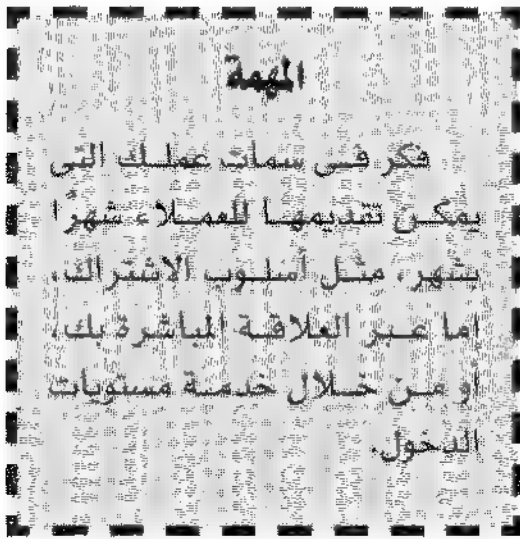 المهمة
فكر في سمات عملك التي
يمكن تقديمها للعملاء شهرًا
بشهر، مثل أسلوب الاشتراك،
إما عبر العلاقة المباشرة بك،
أو من خلال خدمة مستويات
الدخول.